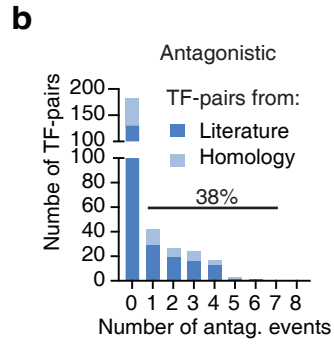 b
Antagonistic
Numbe of TF-pairs
200
150
100
100
80
60
40
20
0
TF-pairs from:
Literature
Homology
38%
0 1 2 3 4 5 6 7 8
Number of antag. events